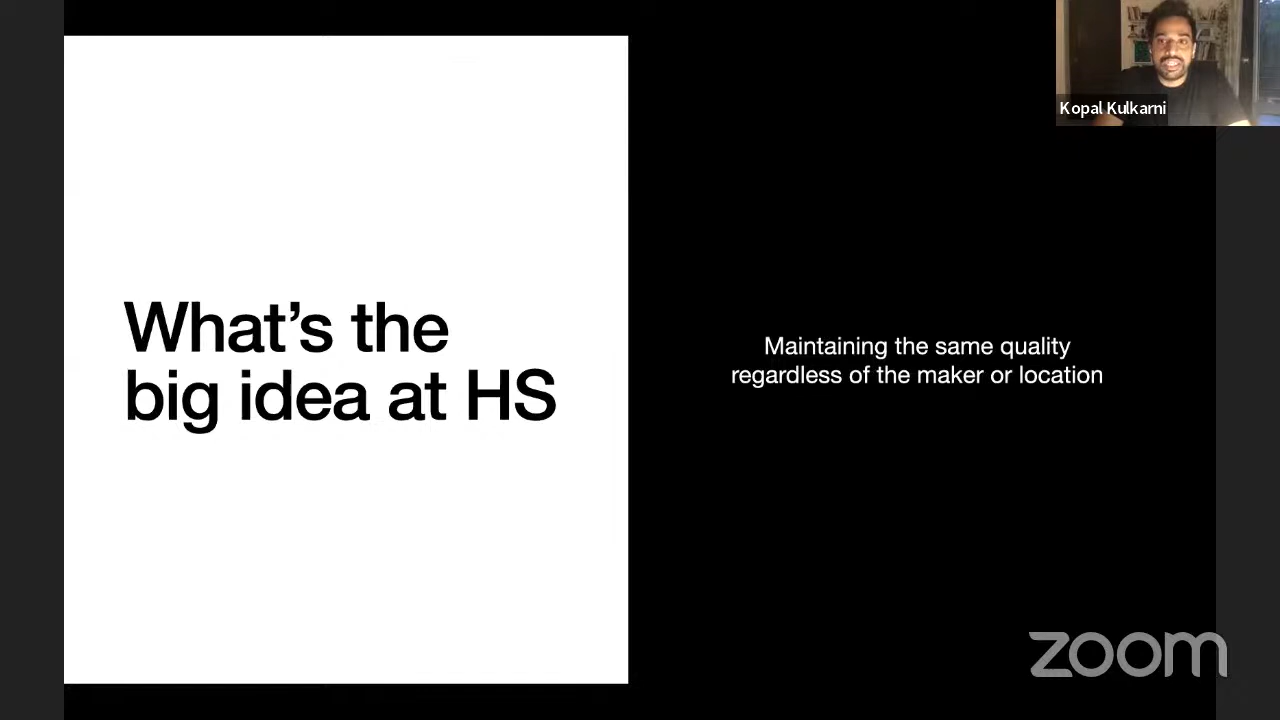 What’s the
big idea at HS
Maintaining the same quality
regardless of the maker or location
Kopal Kulkarni
zoom